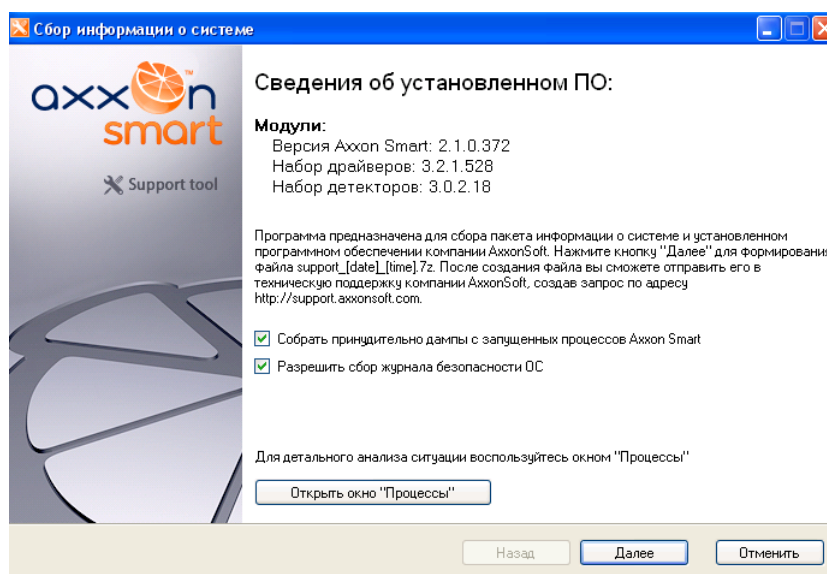 Сбор информации о системе
axxon™
smart
Support tool
Сведения об установленном ПО:
Модули:
Версия Axxon Smart: 2.1.0.372
Набор драйверов: 3.2.1.528
Набор детекторов: 3.0.2.18
Программа предназначена для сбора пакета информации о системе и установленном
программном обеспечении компании AxxonSoft. Нажмите кнопку "Далее" для формирования
файла support_[date]_[time].7z. После создания файла вы сможете отправить его в
техническую поддержку компании AxxonSoft, создав запрос по адресу
http://support.axxonsoft.com.
Собрать принудительно дампы с запущенных процессов Axxon Smart
Разрешить сбор журнала безопасности ОС
Для детального анализа ситуации воспользуйтесь окном "Процессы"
Открыть окно "Процессы"
Назад
Далее
Отменить